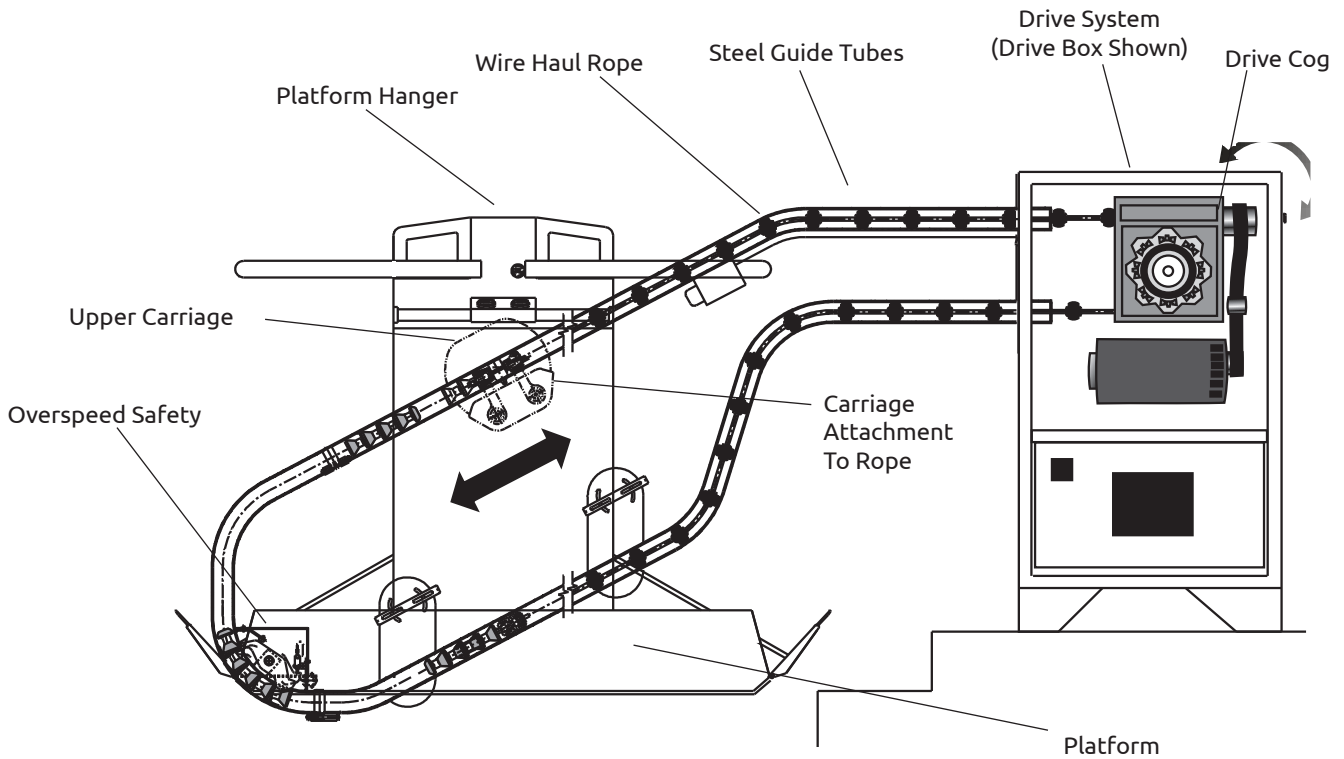 Drive System
(Drive Box Shown)
Drive Cog
Steel Guide Tubes
Wire Haul Rope
Platform Hanger
Upper Carriage
Overspeed Safety
Carriage
Attachment
To Rope
Platform